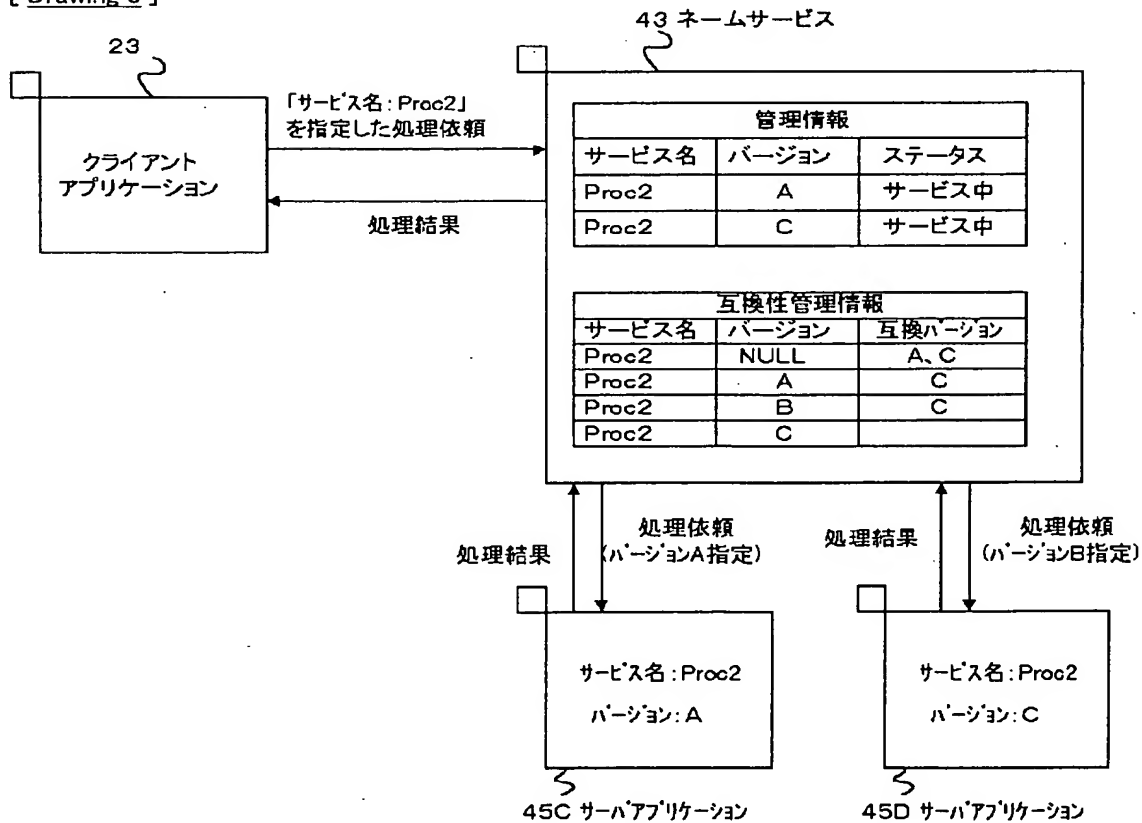 43 ネームサービス
23
クライアント
アプリケーション
「サービス名:Proc2」
を指定した処理依頼
処理結果
管理情報
サービス名 バージョン ステータス
Proc2 A サービス中
Proc2 C サービス中
互換性管理情報
サービス名 バージョン 互換バージョン
Proc2 NULL A、C
Proc2 A C
Proc2 B C
Proc2 C
処理結果
処理依頼
(バージョンA指定)
処理結果
処理依頼
(バージョンB指定)
サービス名:Proc2
バージョン:A
サービス名:Proc2
バージョン:C
45C サーバアプリケーション
45D サーバアプリケーション